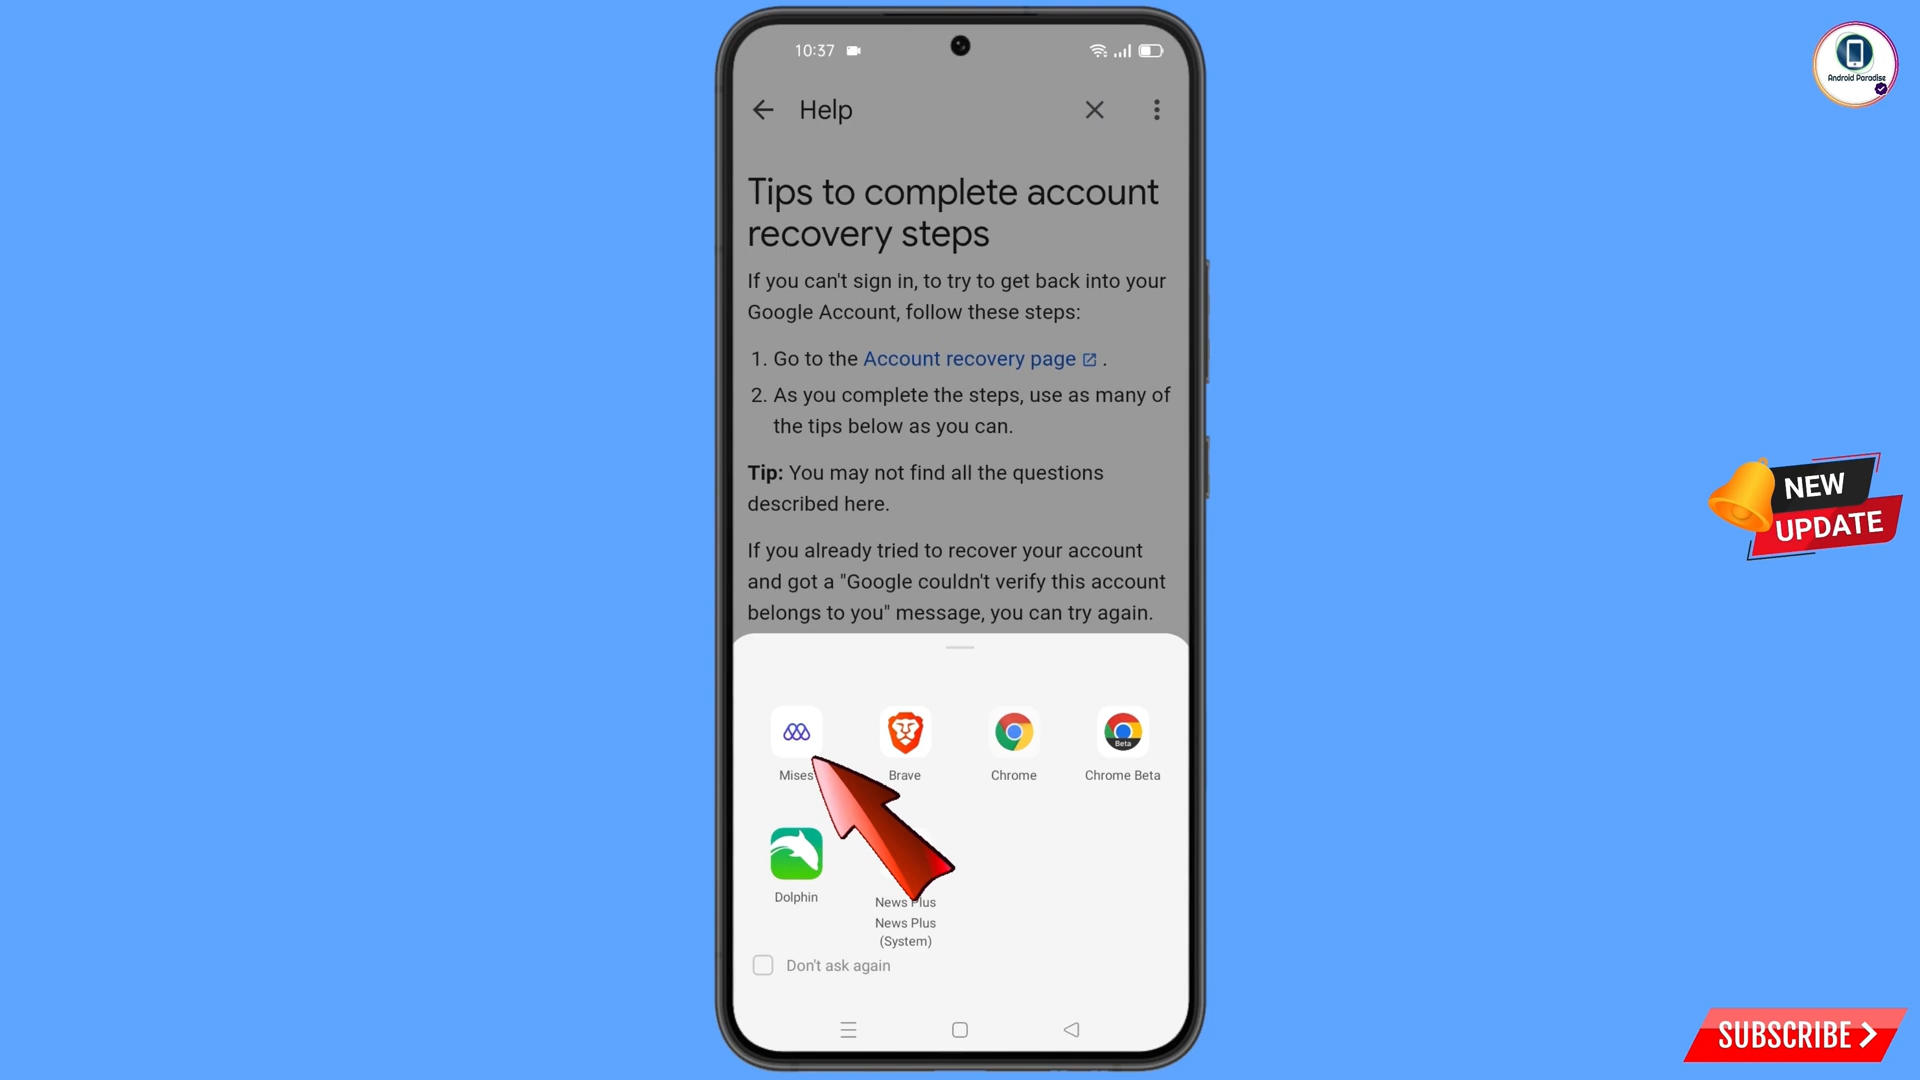 10:37
Android Paradise
Help
Tips to complete account
recovery steps
If you can't sign in, to try to get back into your
Google Account, follow these steps:
1. Go to the Account recovery page .
2. As you complete the steps, use as many of
the tips below as you can.
Tip: You may not find all the questions
described here.
If you already tried to recover your account
and got a "Google couldn't verify this account
belongs to you" message, you can try again.
NEW
UPDATE
Beta
Mises
Brave
Chrome
Chrome Beta
Dolphin
News Plus
News Plus
(System)
Don't ask again
SUBSCRIBE